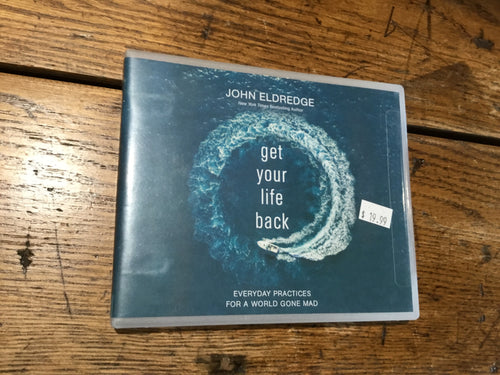 JOHN ELDREDGE
New York Times Bestselling Author
get
your
life
back
$ 19.99
EVERYDAY PRACTICES
FOR A WORLD GONE MAD